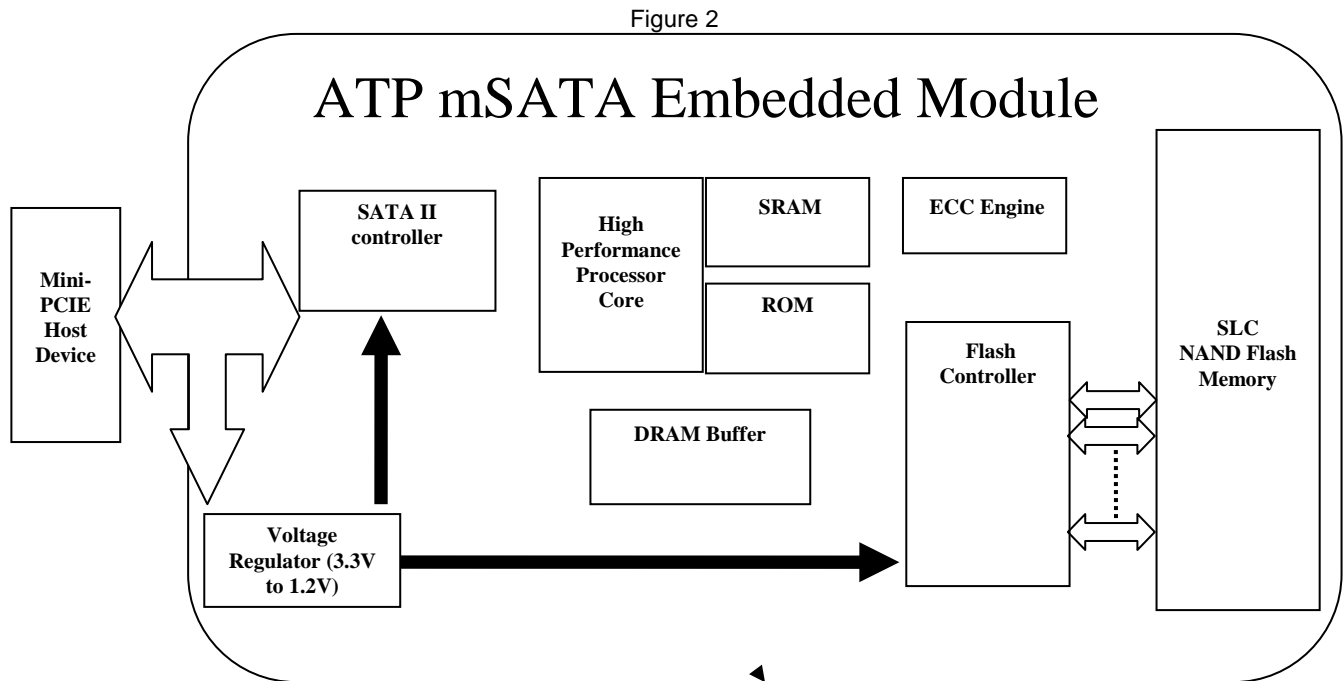 Figure 2
ATP mSATA Embedded Module
Mini-
PCIE
Host
Device
SATA II
controller
High
Performance
Processor
Core
SRAM
ROM
ECC Engine
Flash
Controller
SLC
NAND Flash
Memory
DRAM Buffer
Voltage
Regulator (3.3V
to 1.2V)